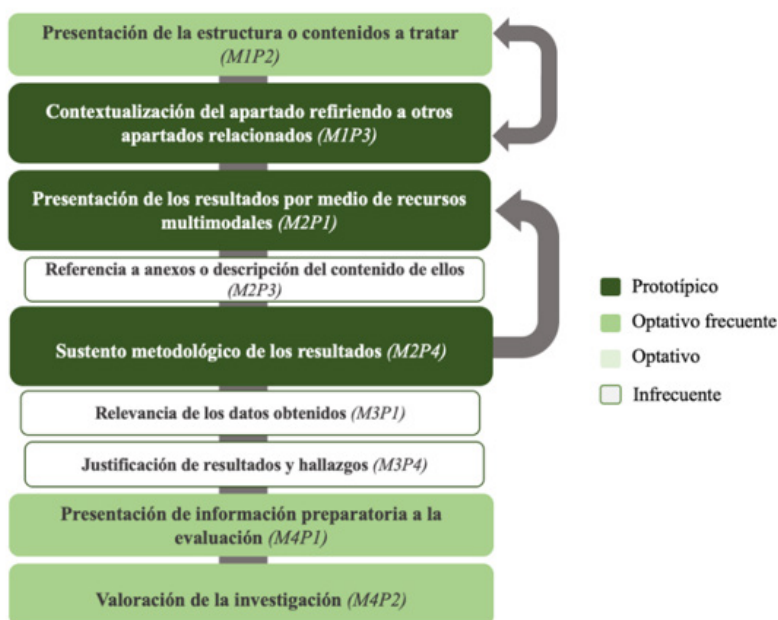 Presentación de la estructura o contenidos a tratar
(M1P2)
Contextualización del apartado refiriendo a otros
apartados relacionados (M1P3)
Presentación de los resultados por medio de recursos
multimodales (M2P1)
Referencia a anexos o descripción del contenido de ellos
(M2P3)
Sustento metodológico de los resultados (M2P4)
Relevancia de los datos obtenidos (M3P1)
Justificación de resultados y hallazgos (M3P4)
Presentación de información preparatoria a la
evaluación (M4P1)
Valoración de la investigación (M4P2)
Prototípico
Optativo frecuente
Optativo
Infrecuente